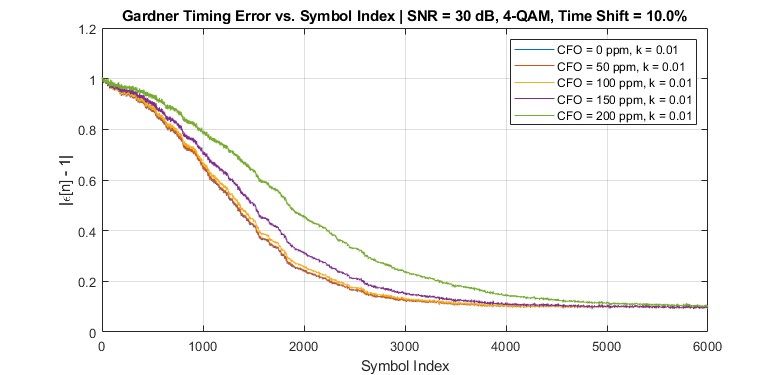 Gardner Timing Error vs. Symbol Index | SNR = 30 dB, 4-QAM, Time Shift = 10.0%
1.2
1
0.8
0.6
0.4
0.2
0
|ϵ[n] - 1|
CFO = 0 ppm, k = 0.01
CFO = 50 ppm, k = 0.01
CFO = 100 ppm, k = 0.01
CFO = 150 ppm, k = 0.01
CFO = 200 ppm, k = 0.01
0 1000 2000 3000 4000 5000 6000
Symbol Index